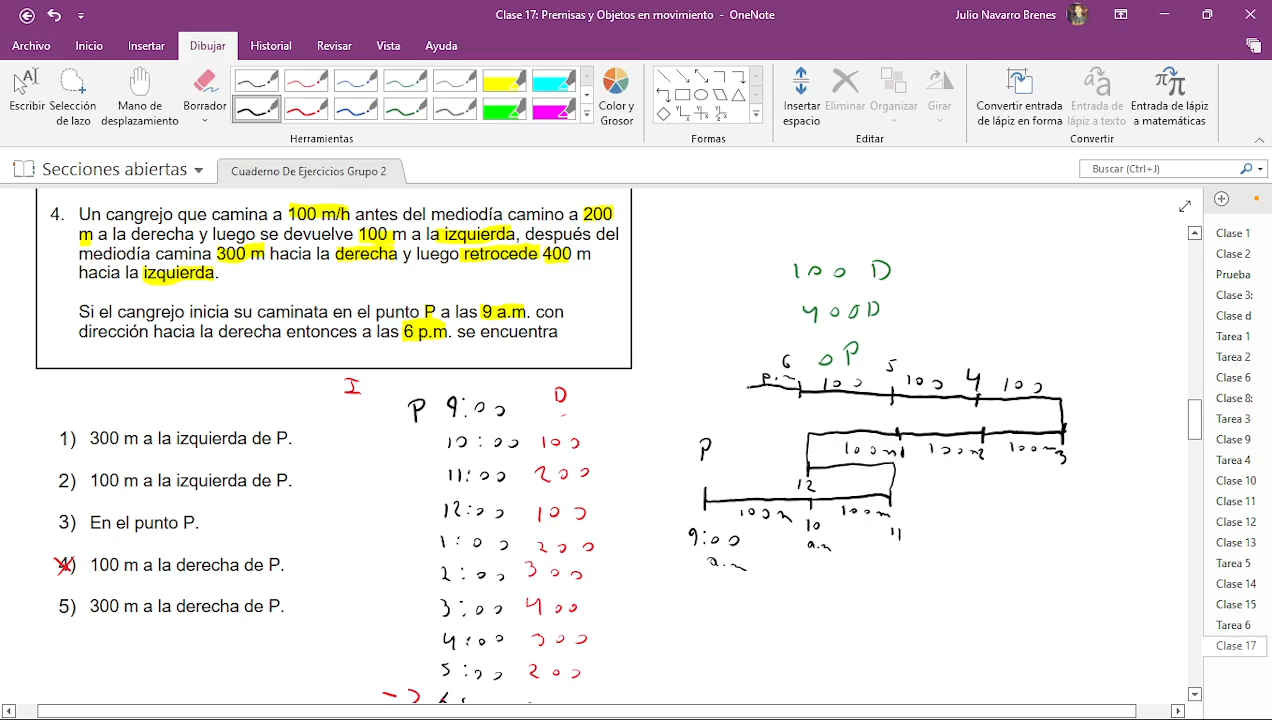 Clase 17: Premisas y Objetos en movimiento - OneNote
Julio Navarro Brenes
Archivo Inicio Insertar Dibujar Historial Revisar Vista Ayuda
Escribir
Selección de lazo
Mano de desplazamiento
Borrador
Color y Grosor
Insertar espacio
Eliminar
Organizar
Girar
Convertir entrada de lápiz en forma
Entrada de lápiz a texto
Entrada de lápiz a matemáticas
Herramientas
Formas
Editar
Convertir
Secciones abiertas
Cuaderno De Ejercicios Grupo 2
Buscar (Ctrl+J)
4. Un cangrejo que camina a 100 m/h antes del mediodía camino a 200
m a la derecha y luego se devuelve 100 m a la izquierda, después del
mediodía camina 300 m hacia la derecha y luego retrocede 400 m
hacia la izquierda.
Si el cangrejo inicia su caminata en el punto P a las 9 a.m. con
dirección hacia la derecha entonces a las 6 p.m. se encuentra
1) 300 m a la izquierda de P.
2) 100 m a la izquierda de P.
3) En el punto P.
4) 100 m a la derecha de P.
5) 300 m a la derecha de P.
I
D
P 9:00
10:00 100
11:00 200
12:00 100
1:00 200
2:00 300
3:00 400
4:00 300
5:00 200
100 D
400 D
0 P
6 5 4
p.m 100 100 100
P
100m 1 100m 2 100m 3
12
100m 10 100m
9:00 a.m 11
a.m
Clase 1
Clase 2
Prueba
Clase 3:
Clase d
Tarea 1
Tarea 2
Clase 6
Clase 8:
Tarea 3
Clase 9
Tarea 4
Clase 10
Clase 11
Clase 12
Clase 13
Tarea 5
Clase 14
Clase 15
Tarea 6
Clase 17